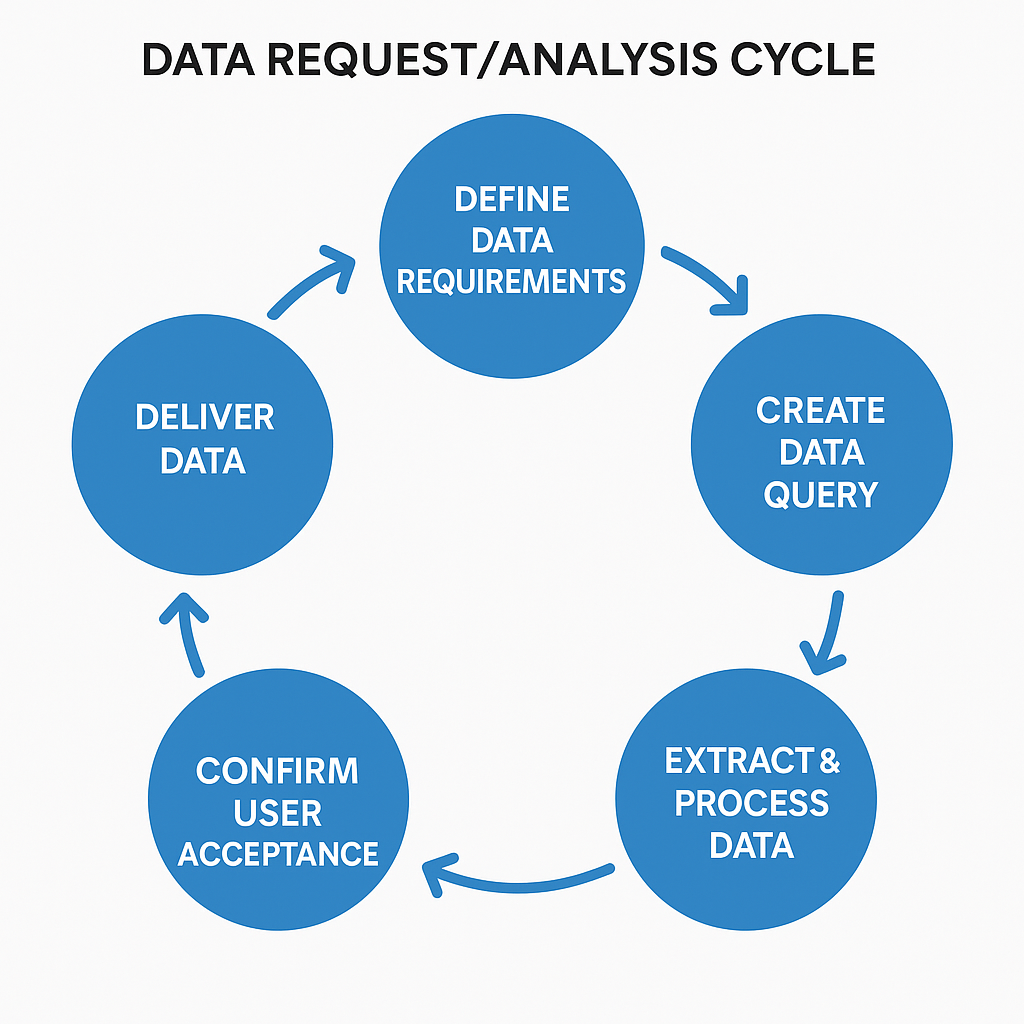 DATA REQUEST/ANALYSIS CYCLE
DEFINE
DATA
REQUIREMENTS
CREATE
DATA
QUERY
EXTRACT &
PROCESS
DATA
CONFIRM
USER
ACCEPTANCE
DELIVER
DATA